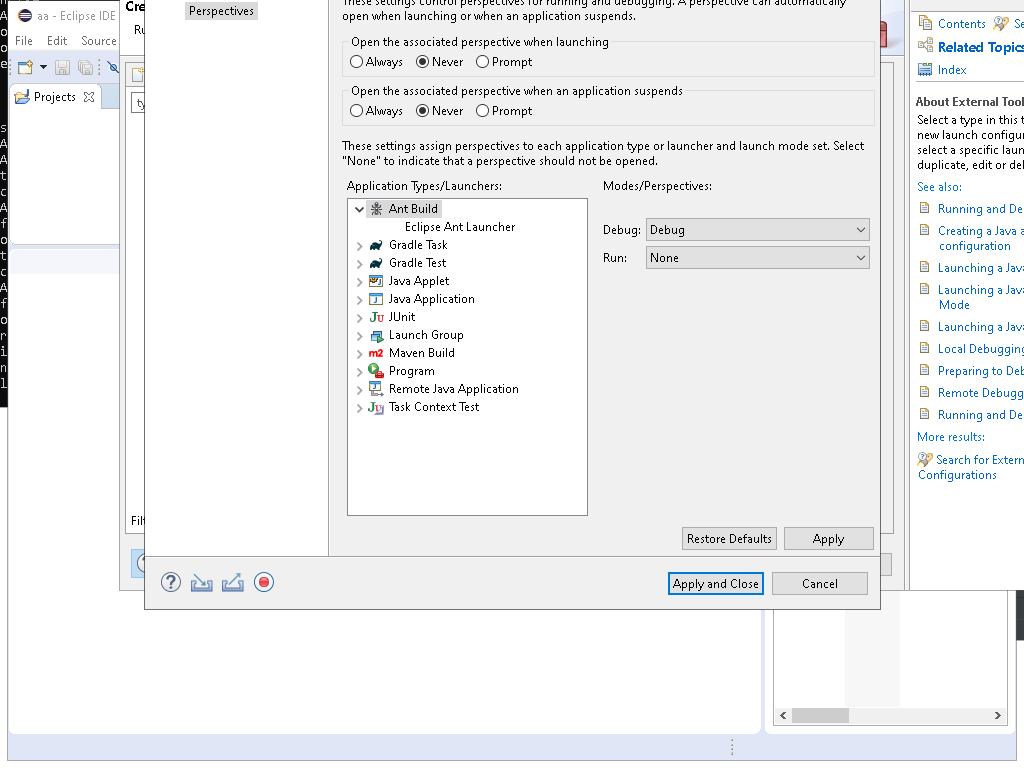 aa - Eclipse IDE
File Edit Source
Projects
Cre
Ru
ty
Filt
Perspectives
These settings control perspectives for running and debugging. A perspective can automatically
open when launching or when an application suspends.
Open the associated perspective when launching
Always Never Prompt
Open the associated perspective when an application suspends
Always Never Prompt
These settings assign perspectives to each application type or launcher and launch mode set. Select
"None" to indicate that a perspective should not be opened.
Application Types/Launchers:
Ant Build
Eclipse Ant Launcher
Gradle Task
Gradle Test
Java Applet
Java Application
JUnit
Launch Group
Maven Build
Program
Remote Java Application
Task Context Test
Modes/Perspectives:
Debug: Debug
Run: None
Restore Defaults Apply
Apply and Close Cancel
Contents Se
Related Topics
Index
About External Tool
Select a type in this t
new launch configur
select a specific laun
duplicate, edit or del
See also:
Running and De
Creating a Java a
configuration
Launching a Java
Launching a Java
Mode
Launching a Java
Local Debugging
Preparing to Deb
Remote Debugg
Running and De
More results:
Search for Extern
Configurations